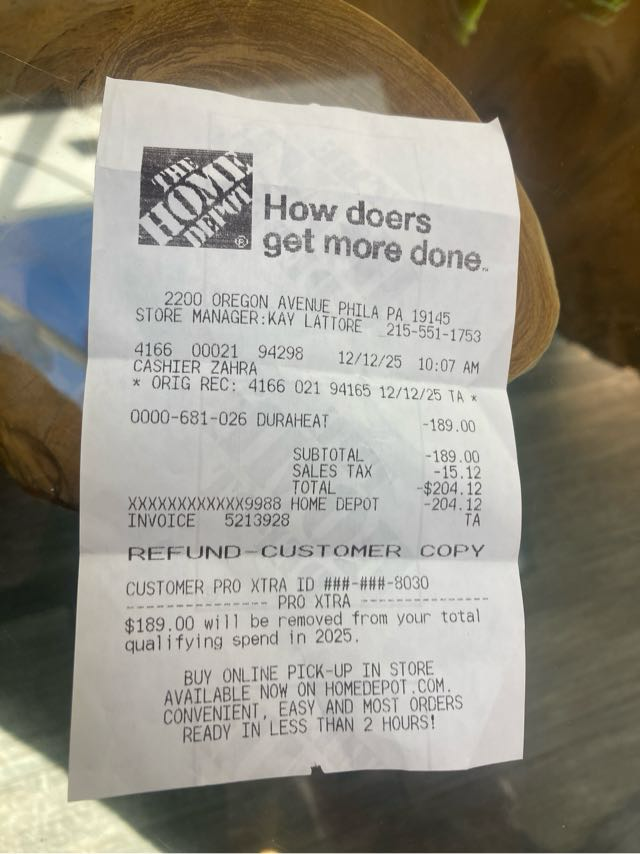 THE
HOME
DEPOT
®
How doers
get more done.™
2200 OREGON AVENUE PHILA PA 19145
STORE MANAGER:KAY LATTORE 215-551-1753
4166 00021 94298 12/12/25 10:07 AM
CASHIER ZAHRA
* ORIG REC: 4166 021 94165 12/12/25 TA *
0000-681-026 DURAHEAT -189.00
SUBTOTAL -189.00
SALES TAX -15.12
TOTAL -$204.12
XXXXXXXXXXXX9988 HOME DEPOT -204.12
INVOICE 5213928 TA
REFUND-CUSTOMER COPY
CUSTOMER PRO XTRA ID ###-###-8030
---------------- PRO XTRA ----------------
$189.00 will be removed from your total
qualifying spend in 2025.
BUY ONLINE PICK-UP IN STORE
AVAILABLE NOW ON HOMEDEPOT.COM.
CONVENIENT, EASY AND MOST ORDERS
READY IN LESS THAN 2 HOURS!